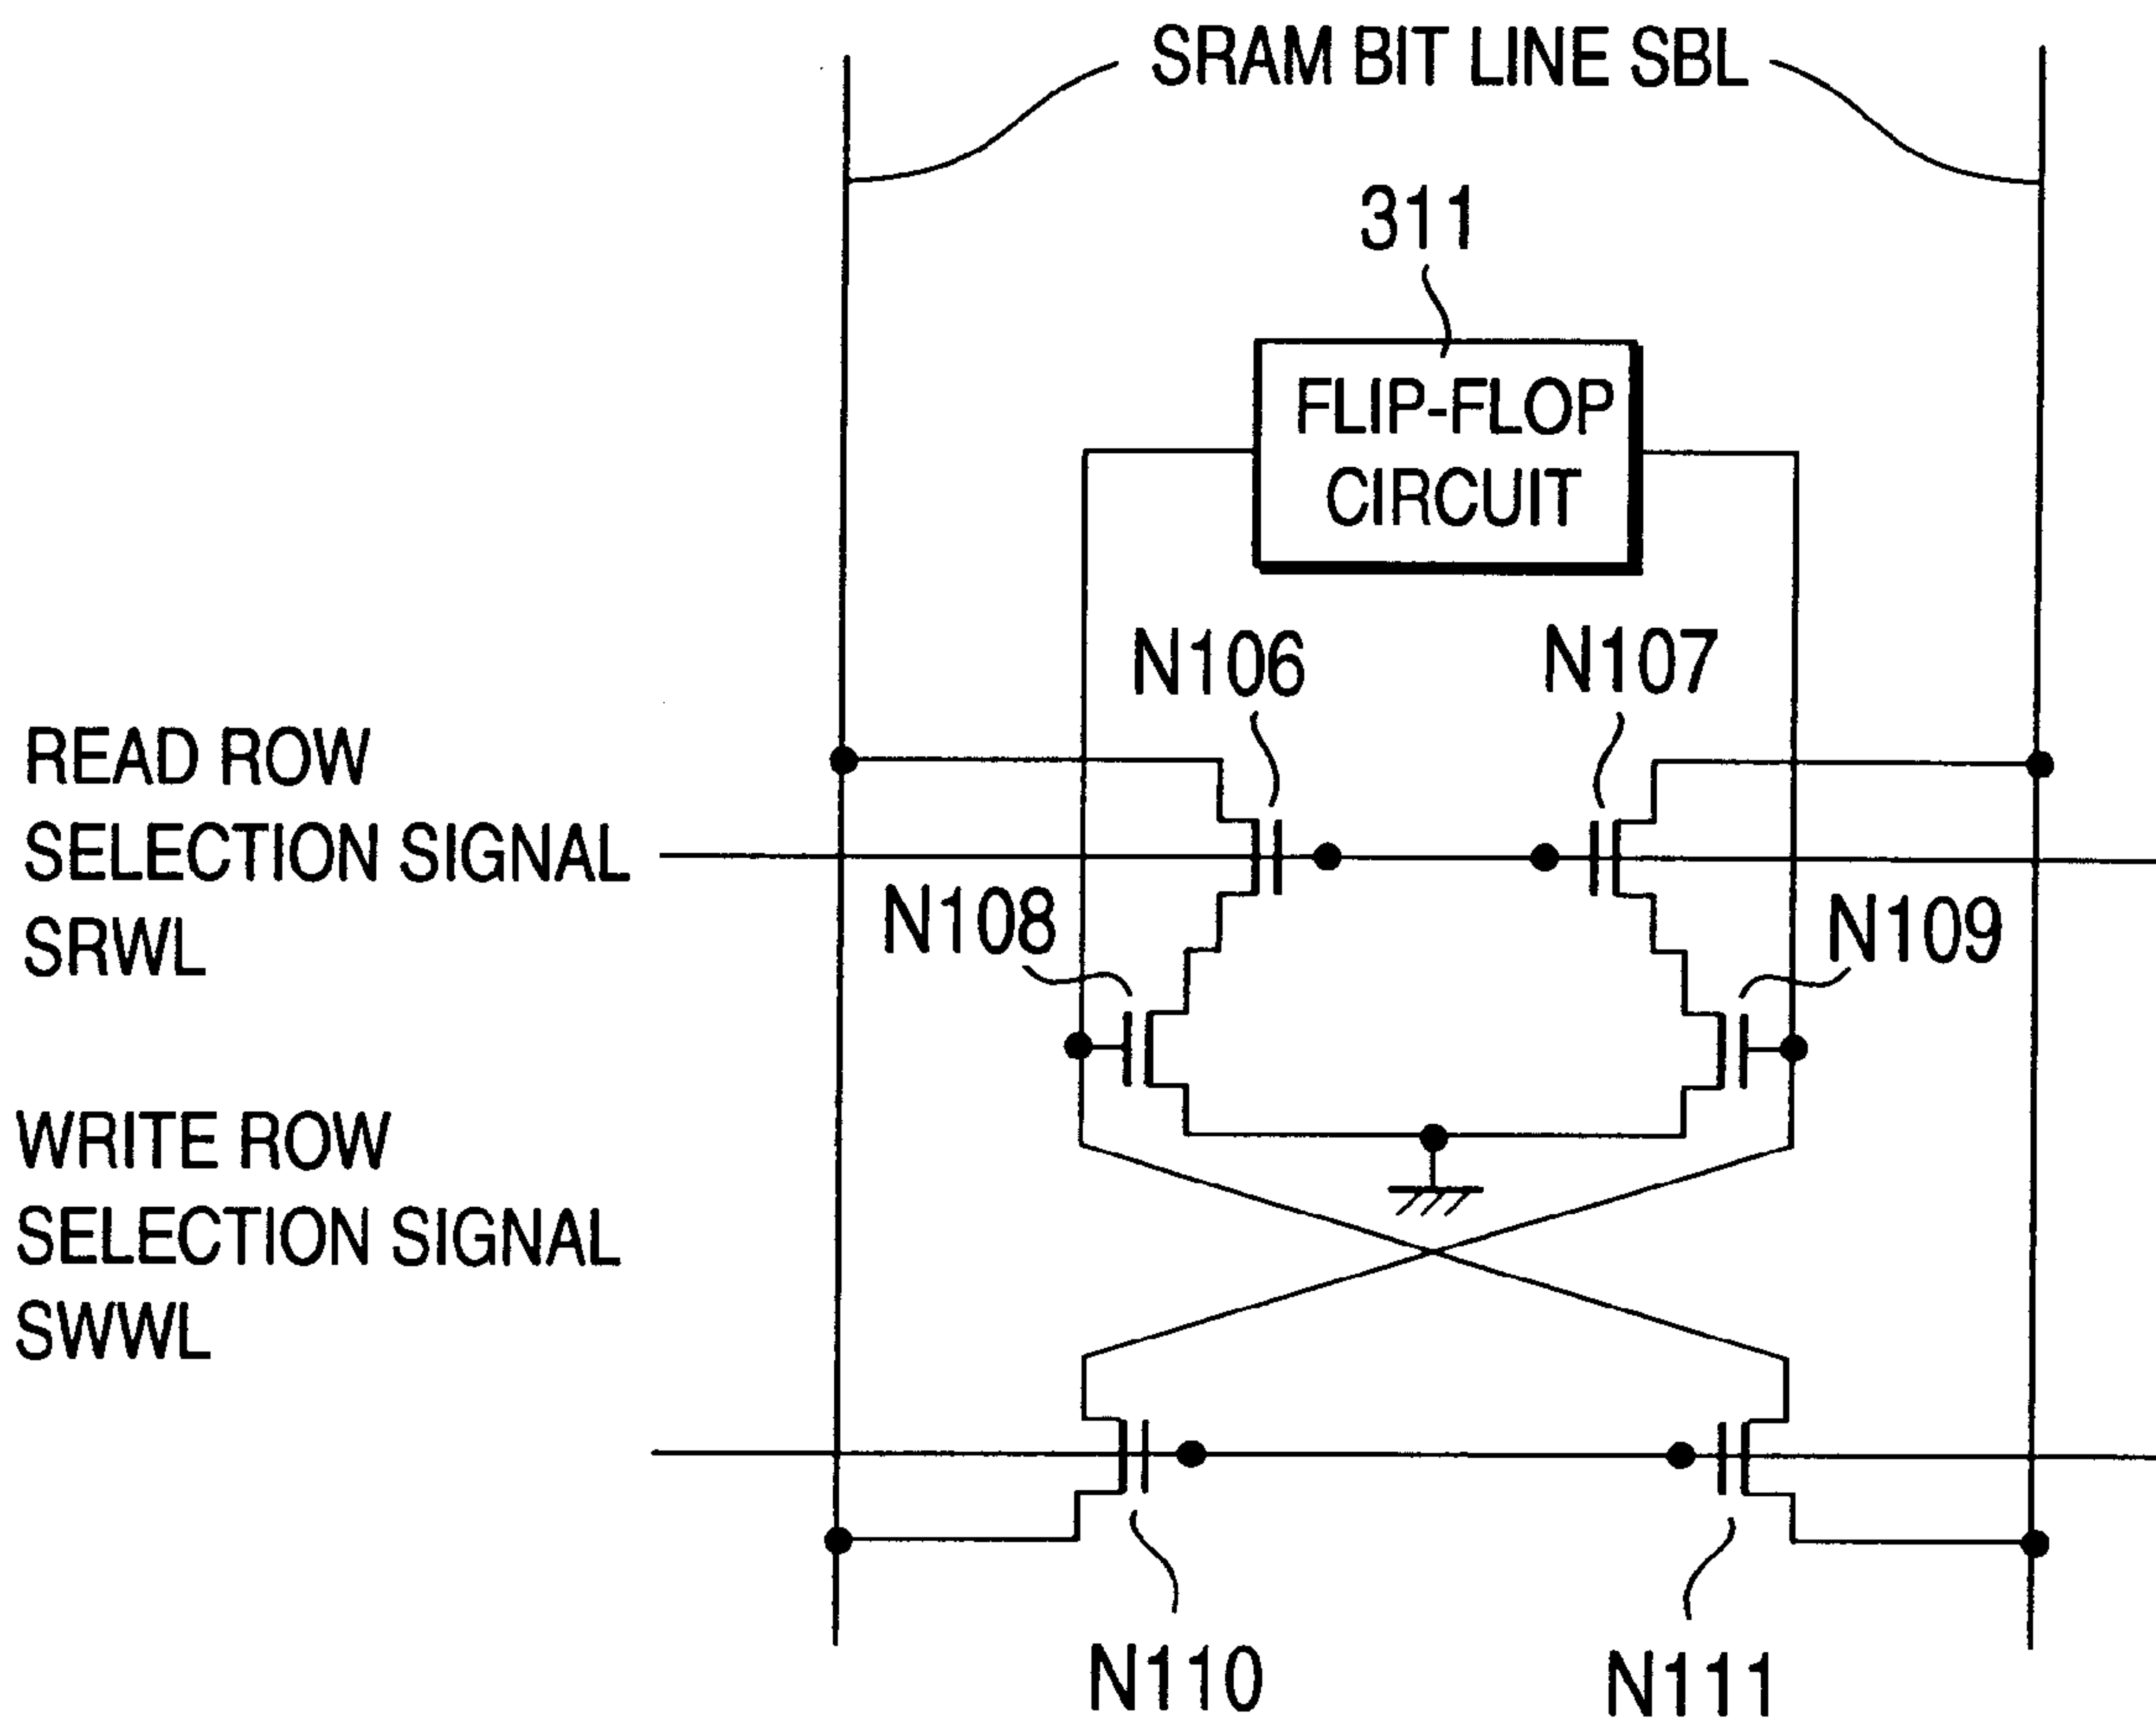 SRAM BIT LINE SBL
311
FLIP-FLOP
CIRCUIT
N106
N107
READ ROW
SELECTION SIGNAL
SRWL
N108
N109
WRITE ROW
SELECTION SIGNAL
SWWL
N110
N111